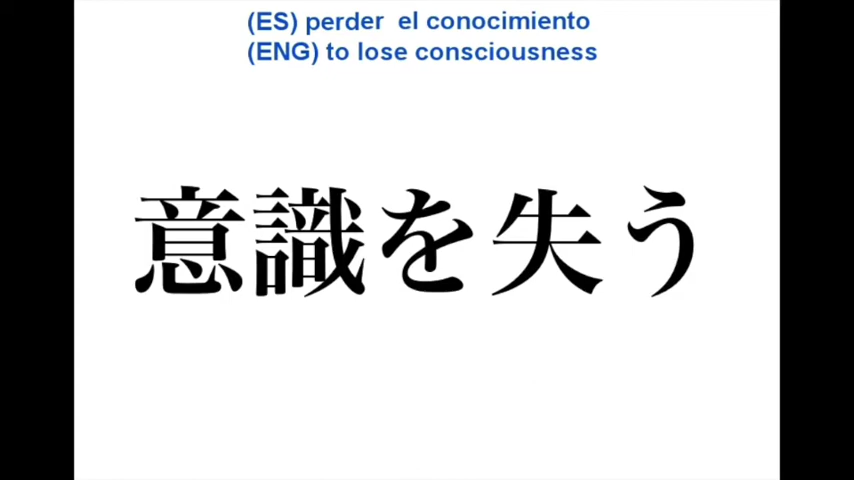 (ES) perder el conocimiento
(ENG) to lose consciousness
意識を失う